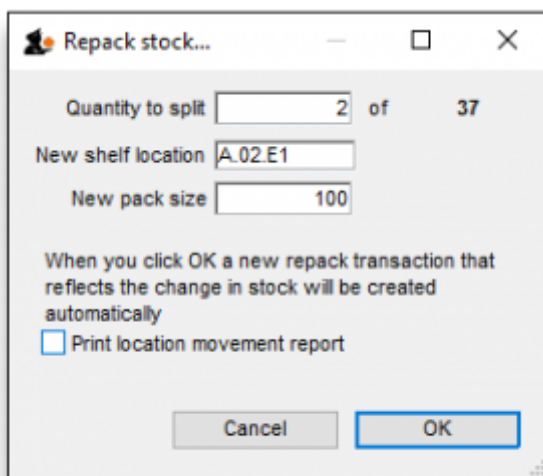 Repack stock...
Quantity to split 2 of 37
New shelf location A.02.E1
New pack size 100
When you click OK a new repack transaction that
reflects the change in stock will be created
automatically
Print location movement report
Cancel OK